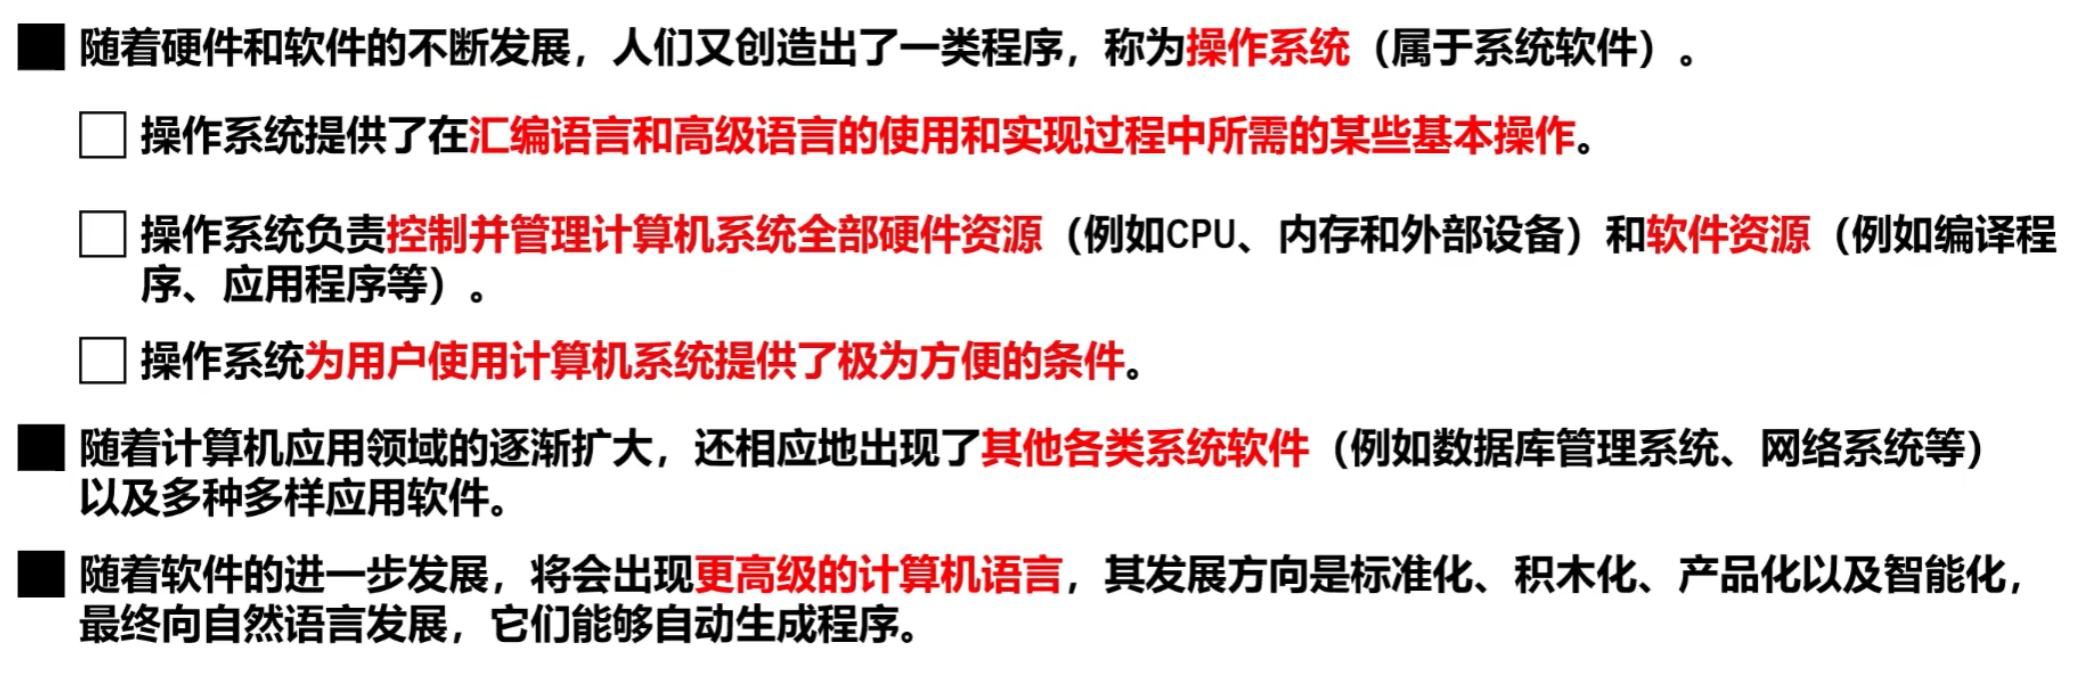 随着硬件和软件的不断发展，人们又创造出了一类程序，称为操作系统（属于系统软件）。
操作系统提供了在汇编语言和高级语言的使用和实现过程中所需的某些基本操作。
操作系统负责控制并管理计算机系统全部硬件资源（例如CPU、内存和外部设备）和软件资源（例如编译程
序、应用程序等）。
操作系统为用户使用计算机系统提供了极为方便的条件。
随着计算机应用领域的逐渐扩大，还相应地出现了其他各类系统软件（例如数据库管理系统、网络系统等）
以及多种多样应用软件。
随着软件的进一步发展，将会出现更高级的计算机语言，其发展方向是标准化、积木化、产品化以及智能化，
最终向自然语言发展，它们能够自动生成程序。